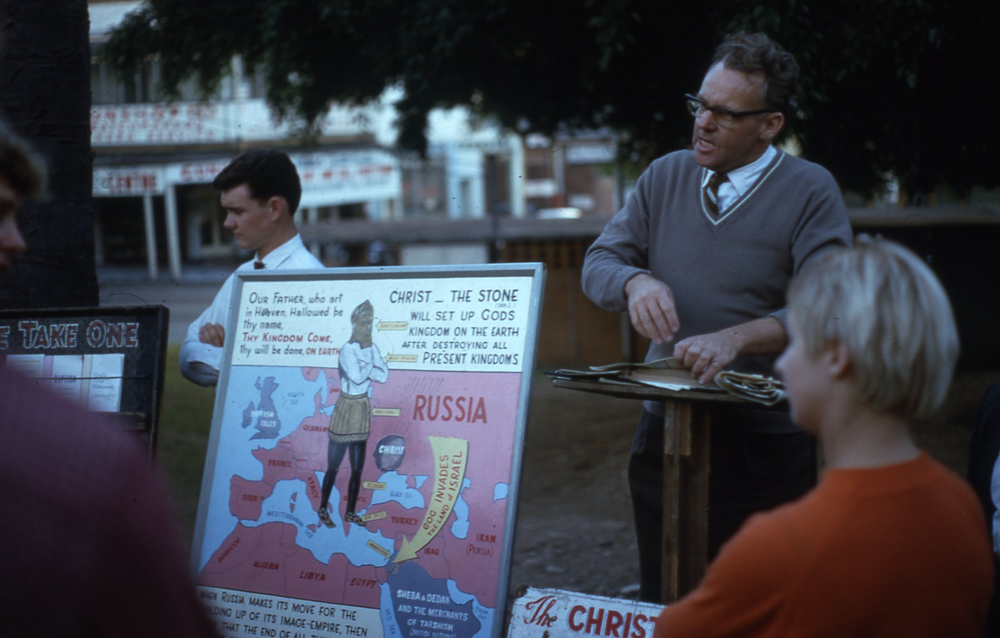 CENTRE
TAKE ONE
BAPTISM
OUR FATHER, who art
in Heaven, Hallowed be
thy name,
THY KINGDOM COME,
thy will be done, ON EARTH
CHRIST _ THE STONE
(DAN 2.)
WILL SET UP GODS
KINGDOM ON THE EARTH
AFTER DESTROYING ALL
PRESENT KINGDOMS
BABYLONIAN
MEDO-PERSIAN
GRECIAN
ROMAN
NORTH
SEA
BRITISH
ISLES
GERMANY
FRANCE
SPAIN
ITALY
GREECE
RUSSIA
CHRIST
BLACK SEA
TURKEY
MEDITERRANEAN
SEA
GOG INVADES
THE LAND of ISRAEL
IRAN
(PERSIA)
IRAQ
MOROCCO
ALGERIA
LIBYA
EGYPT
RED SEA
SHEBA & DEDAN
AND THE MERCHANTS
OF TARSHISH
(BRITISH NATIONS)
WHEN RUSSIA MAKES ITS MOVE FOR THE
LDING UP OF ITS IMAGE-EMPIRE, THEN
THAT THE END OF ALL
The CHRIST